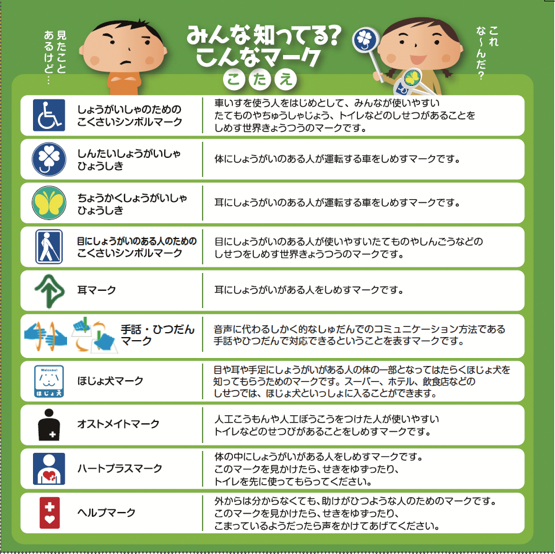 見たこと
あるけど…
みんな知ってる?
こんなマーク
こたえ
これ
な〜んだ?
しょうがいしゃのための
こくさいシンボルマーク
車いすを使う人をはじめとして、みんなが使いやすい
たてものやちゅうしゃじょう、トイレなどのしせつがあることを
しめす世界きょうつうのマークです。
しんたいしょうがいしゃ
ひょうしき
体にしょうがいのある人が運転する車をしめすマークです。
ちょうかくしょうがいしゃ
ひょうしき
耳にしょうがいのある人が運転する車をしめすマークです。
目にしょうがいのある人のための
こくさいシンボルマーク
目にしょうがいのある人が使いやすいたてものやしんごうなどの
しせつをしめす世界きょうつうのマークです。
耳マーク
耳にしょうがいがある人をしめすマークです。
手話・ひつだん
マーク
音声に代わるしかく的なしゅだんでのコミュニケーション方法である
手話やひつだんで対応できるということを表すマークです。
Welcome!
ほじょ犬
ほじょ犬マーク
目や耳や手足にしょうがいがある人の体の一部となってはたらくほじょ犬を
知ってもらうためのマークです。スーパー、ホテル、飲食店などの
しせつでは、ほじょ犬といっしょに入ることができます。
オストメイトマーク
人工こうもんや人工ぼうこうをつけた人が使いやすい
トイレなどのせつびがあることをしめすマークです。
ハートプラスマーク
体の中にしょうがいがある人をしめすマークです。
このマークを見かけたら、せきをゆずったり、
トイレを先に使ってもらってください。
ヘルプマーク
外からは分からなくても、助けがひつような人のためのマークです。
このマークを見かけたら、せきをゆずったり、
こまっているようだったら声をかけてあげてください。